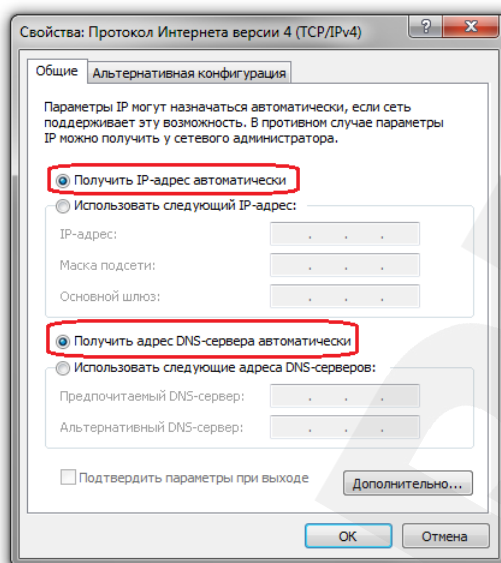 Свойства: Протокол Интернета версии 4 (TCP/IPv4)
Общие
Альтернативная конфигурация
Параметры IP могут назначаться автоматически, если сеть
поддерживает эту возможность. В противном случае параметры
IP можно получить у сетевого администратора.
Получить IP-адрес автоматически
Использовать следующий IP-адрес:
IP-адрес:
Маска подсети:
Основной шлюз:
Получить адрес DNS-сервера автоматически
Использовать следующие адреса DNS-серверов:
Предпочитаемый DNS-сервер:
Альтернативный DNS-сервер:
Подтвердить параметры при выходе
Дополнительно...
OK
Отмена